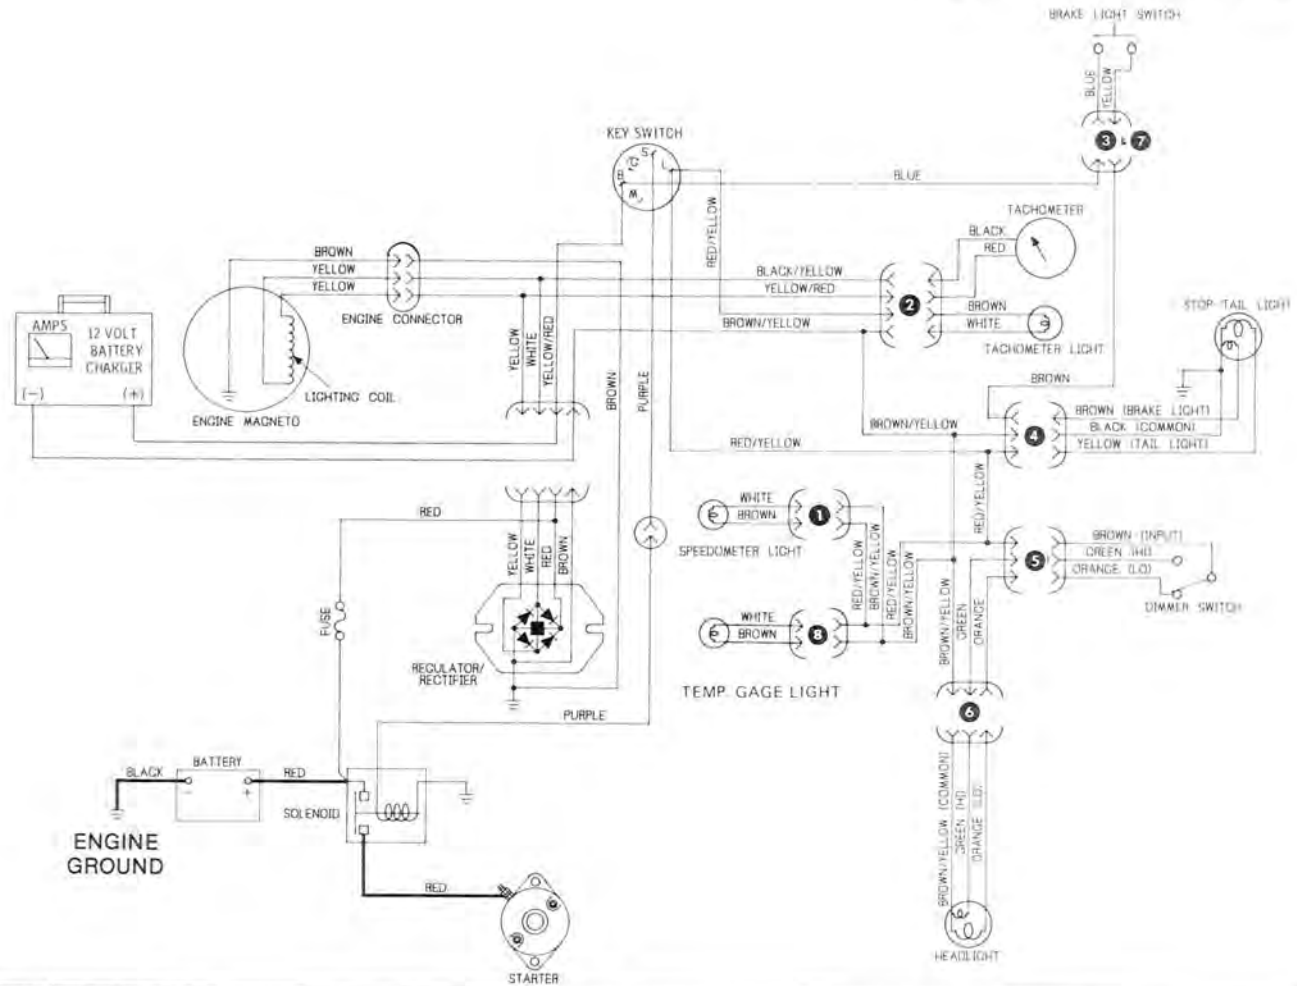 BRAKE LIGHT SWITCH
BLUE
YELLOW
3 & 7
KEY SWITCH
S
C
L
B
M
BLUE
RED/YELLOW
TACHOMETER
BLACK
RED
BROWN
YELLOW
YELLOW
ENGINE CONNECTOR
BLACK/YELLOW
YELLOW/RED
BROWN/YELLOW
2
BROWN
WHITE
TACHOMETER LIGHT
STOP-TAIL LIGHT
AMPS
12 VOLT
BATTERY
CHARGER
(-)
(+)
LIGHTING COIL
ENGINE MAGNETO
YELLOW
WHITE
YELLOW/RED
BROWN
PURPLE
BROWN
BROWN/YELLOW
RED/YELLOW
4
BROWN (BRAKE LIGHT)
BLACK (COMMON)
YELLOW (TAIL LIGHT)
RED/YELLOW
RED
WHITE
BROWN
1
SPEEDOMETER LIGHT
5
BROWN (INPUT)
GREEN (HI)
ORANGE (LO)
DIMMER SWITCH
YELLOW
WHITE
RED
BROWN
FUSE
RED/YELLOW
BROWN/YELLOW
RED/YELLOW
BROWN/YELLOW
BROWN/YELLOW
GREEN
ORANGE
WHITE
BROWN
8
TEMP. GAGE LIGHT
REGULATOR/
RECTIFIER
PURPLE
6
BATTERY
BLACK
-
+
RED
SOLENOID
ENGINE
GROUND
BROWN/YELLOW (COMMON)
GREEN (HI)
ORANGE (LO)
RED
STARTER
HEADLIGHT